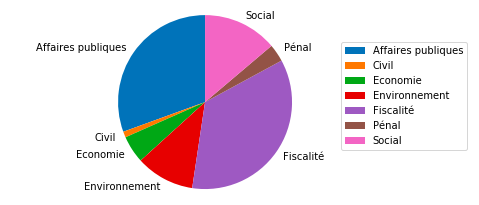 Social
Affaires publiques
Pénal
Civil
Economie
Environnement
Fiscalité
Affaires publiques
Civil
Economie
Environnement
Fiscalité
Pénal
Social